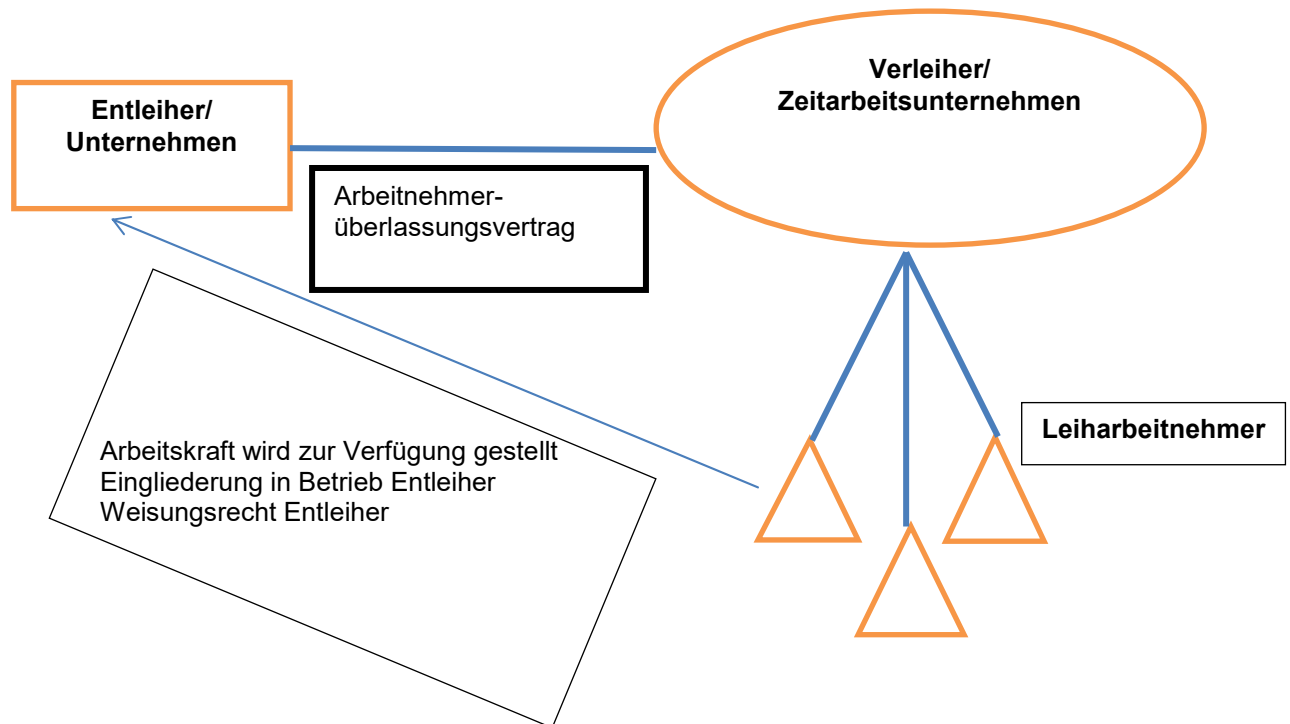 Entleiher/
Unternehmen
Verleiher/
Zeitarbeitsunternehmen
Arbeitnehmer-
überlassungsvertrag
Arbeitskraft wird zur Verfügung gestellt
Eingliederung in Betrieb Entleiher
Weisungsrecht Entleiher
Leiharbeitnehmer